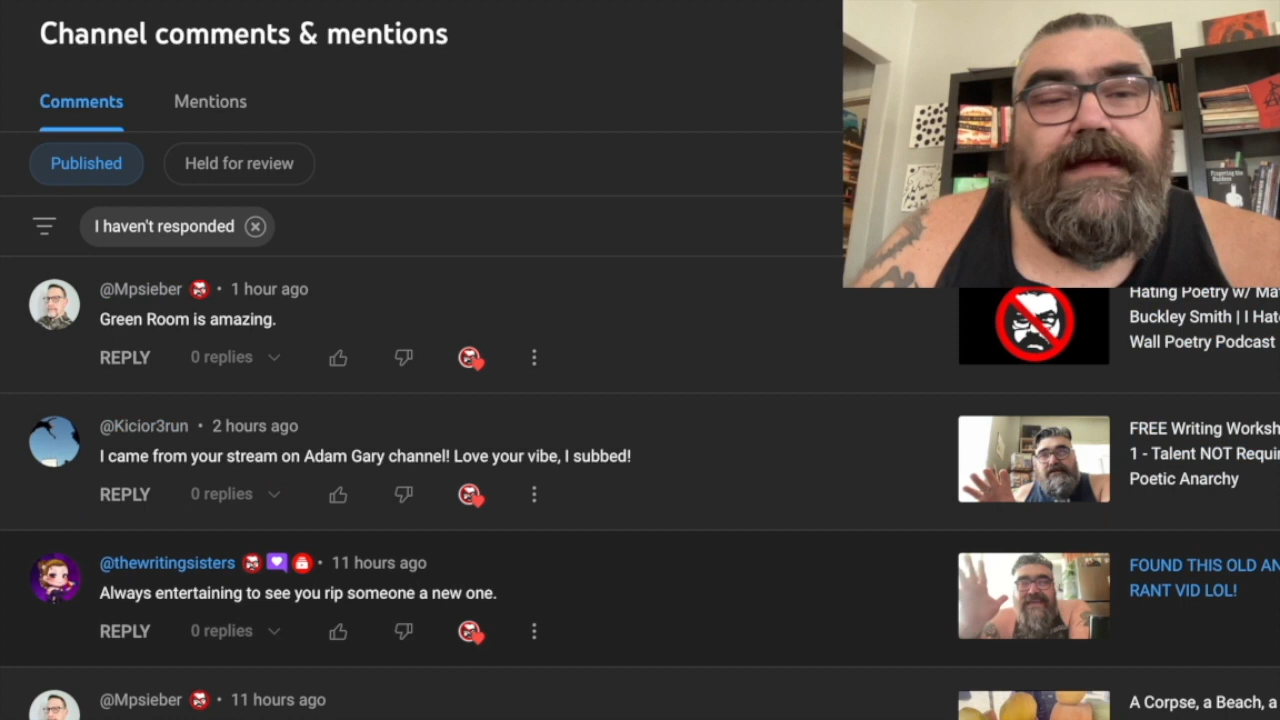 Channel comments & mentions
Comments
Mentions
Published
Held for review
I haven't responded
@Mpsieber • 1 hour ago
Green Room is amazing.
REPLY
0 replies
Hating Poetry w/ Ma
Buckley Smith | I Hat
Wall Poetry Podcast
@Kicior3run • 2 hours ago
I came from your stream on Adam Gary channel! Love your vibe, I subbed!
REPLY
0 replies
FREE Writing Worksh
1 - Talent NOT Requi
Poetic Anarchy
@thewritingsisters • 11 hours ago
Always entertaining to see you rip someone a new one.
REPLY
0 replies
FOUND THIS OLD AN
RANT VID LOL!
@Mpsieber • 11 hours ago
A Corpse, a Beach, a